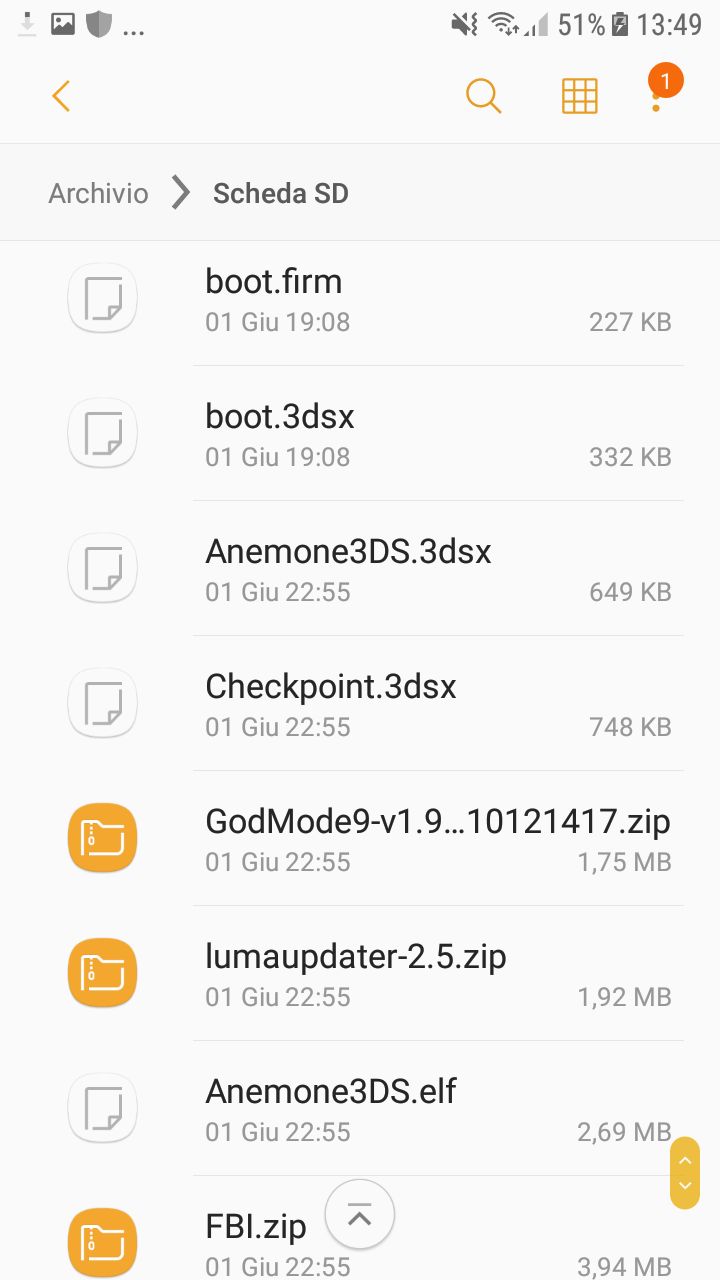 ... 51% 13:49
1
Archivio Scheda SD
boot.firm
01 Giu 19:08 227 KB
boot.3dsx
01 Giu 19:08 332 KB
Anemone3DS.3dsx
01 Giu 22:55 649 KB
Checkpoint.3dsx
01 Giu 22:55 748 KB
GodMode9-v1.9...10121417.zip
01 Giu 22:55 1,75 MB
lumaupdater-2.5.zip
01 Giu 22:55 1,92 MB
Anemone3DS.elf
01 Giu 22:55 2,69 MB
FBI.zip
01 Giu 22:55 3,94 MB